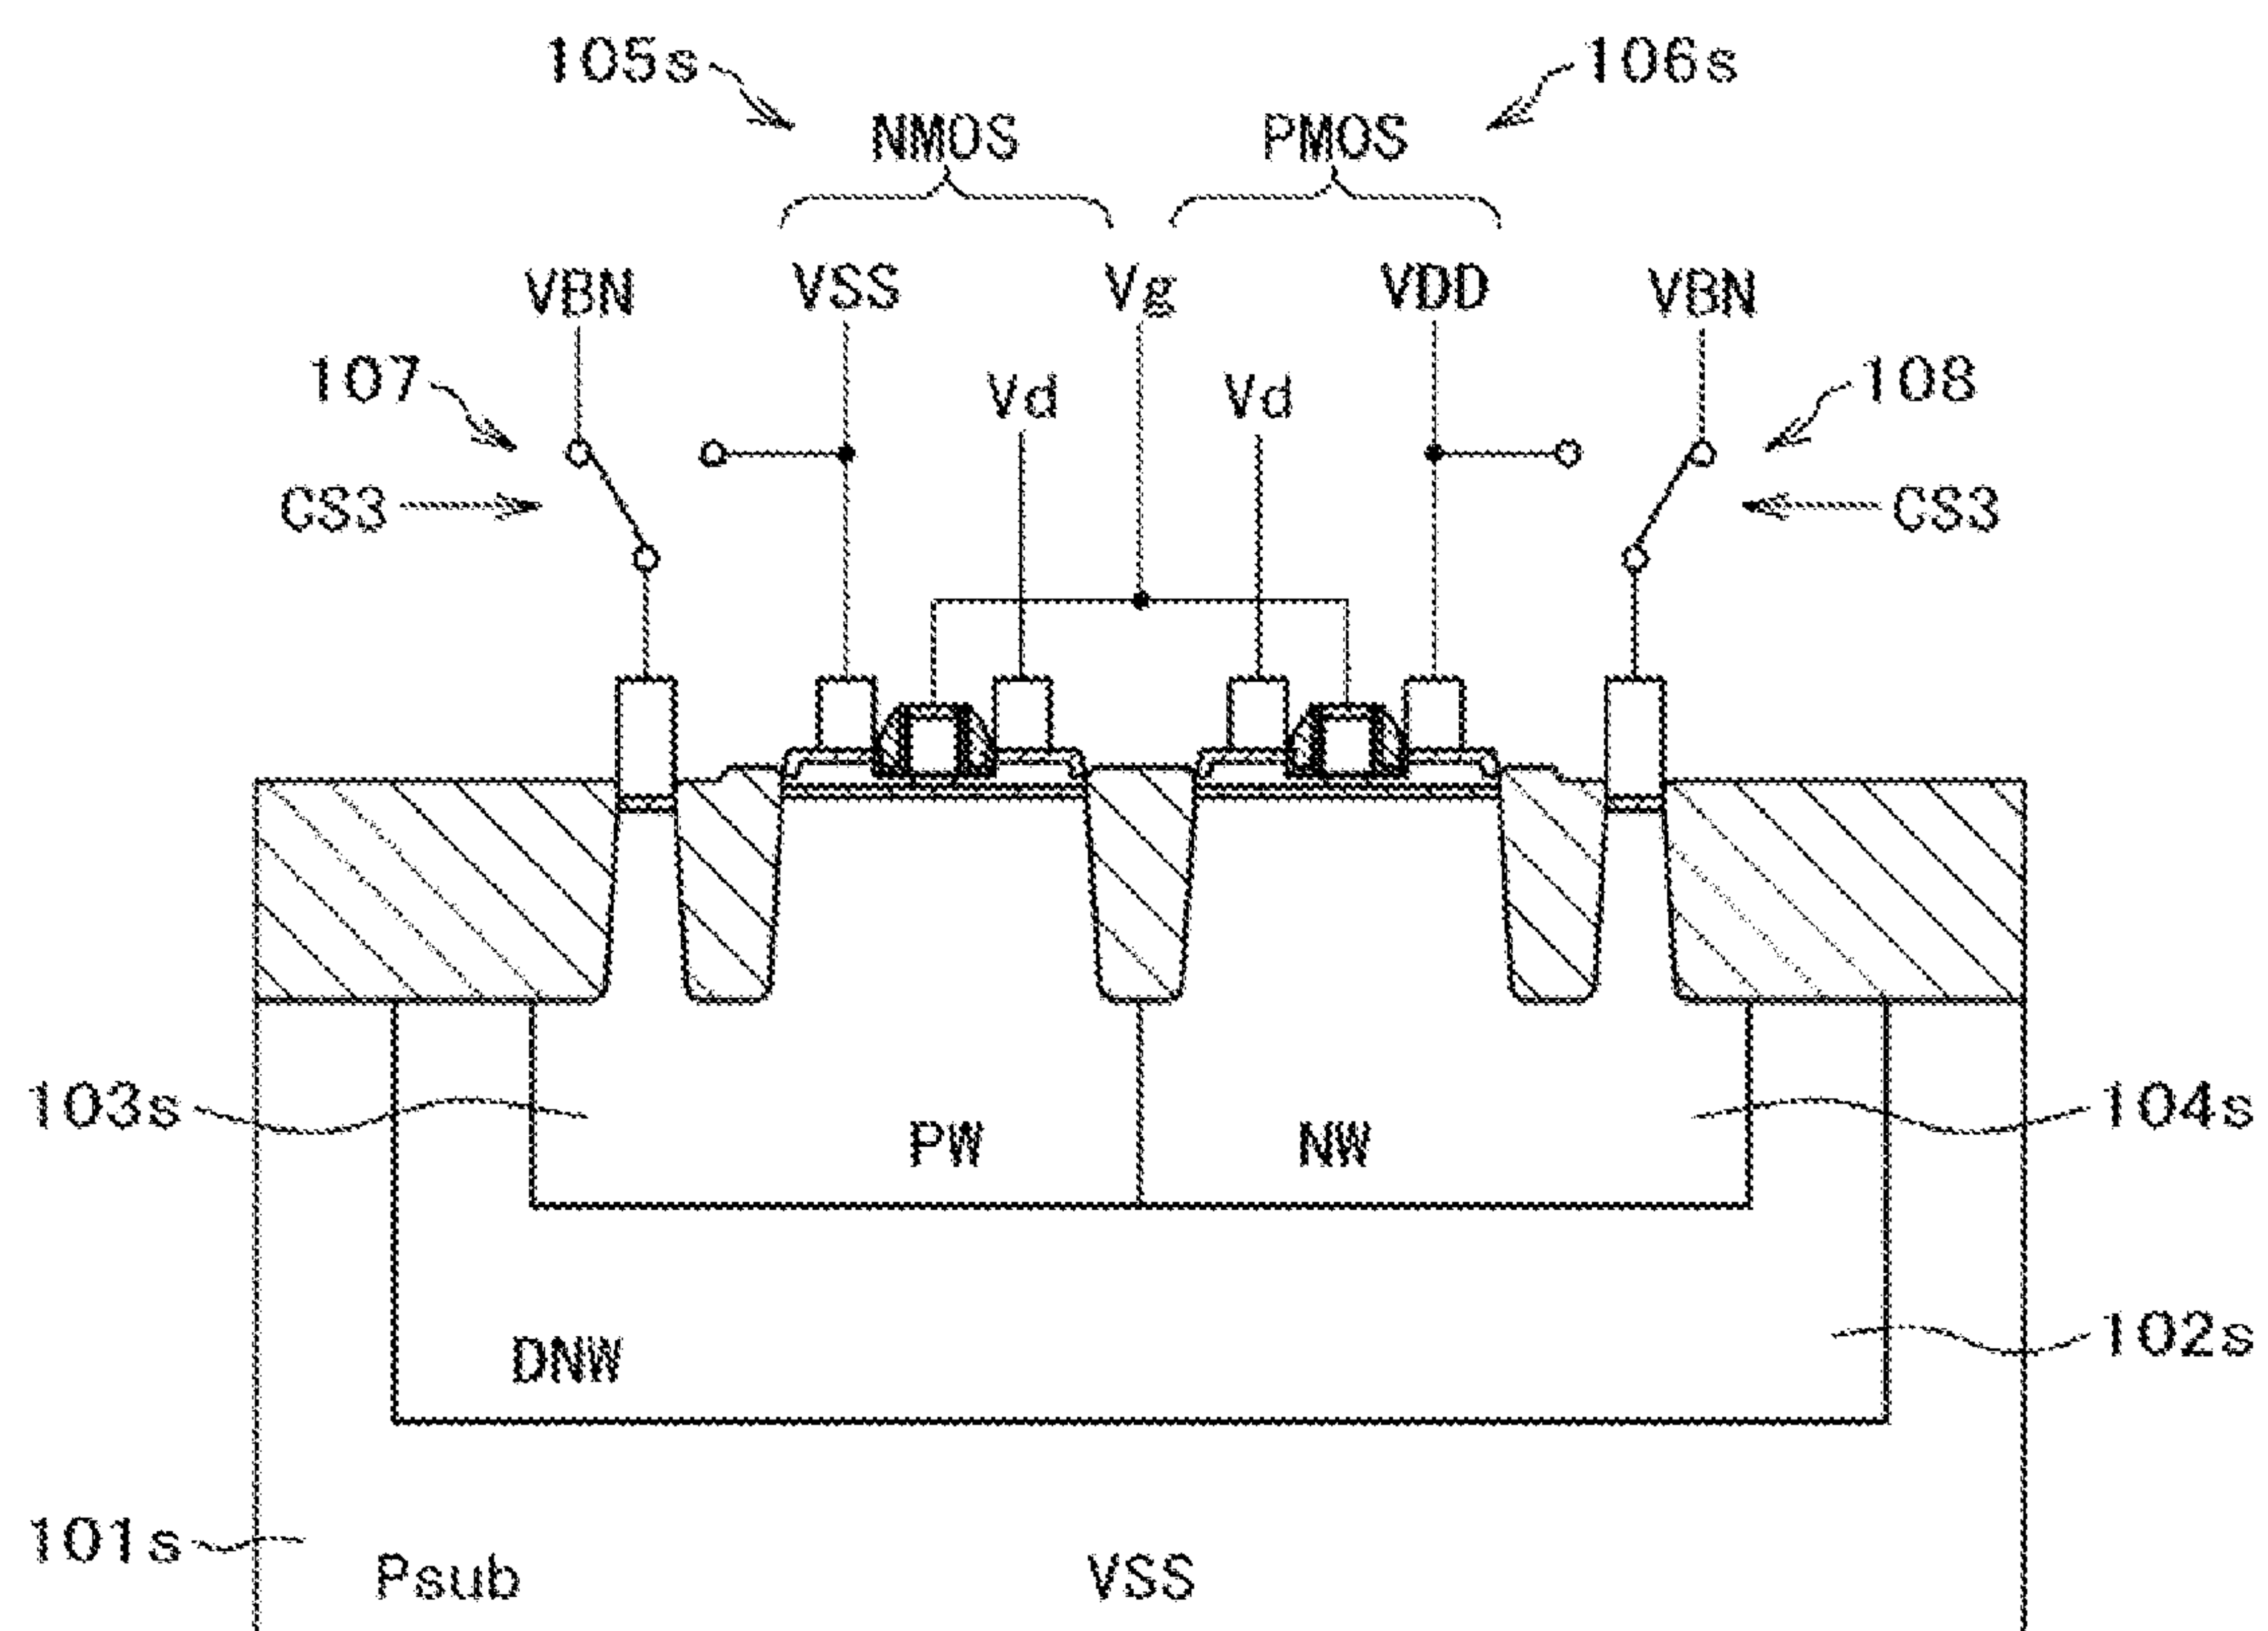 105s 106s
NMOS PMOS
VBN VSS Vg VDD VBN
107 Vd Vd 108
CS3 CS3
103s PW NW 104s
DNW 102s
101s Psub VSS